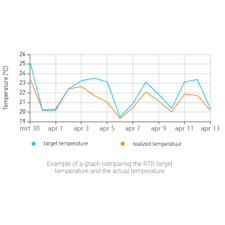 26
25
24
23
22
21
20
19
Temperature (°C)
mrt 30 apr 1 apr 3 apr 5 apr 7 apr 9 apr 11 apr 13
target temperature realized temperatuur
Example of a graph comparing the RTR target
temperature and the actual temperature